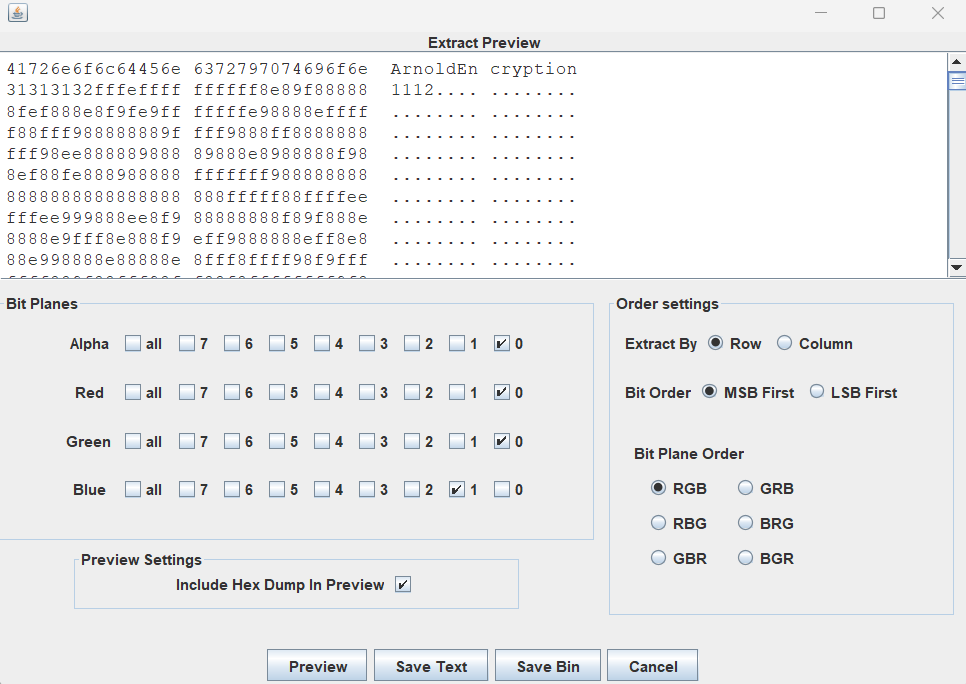 Extract Preview
41726e6f6c64456e 6372797074696f6e ArnoldEn cryption
31313132fffeffff ffffff8e89f88888 1112.... ........
8fef888e8f9fe9ff fffffe98888effff ........ ........
f88fff988888889f fff9888ff8888888 ........ ........
fff98ee888889888 89888e8988888f98 ........ ........
8ef88fe888988888 fffffff988888888 ........ ........
8888888888888888 888fffff88ffffee ........ ........
fffee999888ee8f9 88888888f89f888e ........ ........
8888e9fff8e888f9 eff9888888eff8e8 ........ ........
88e998888e88888e 8fff8ffff98f9fff ........ ........
Bit Planes
Alpha all 7 6 5 4 3 2 1 0
Red all 7 6 5 4 3 2 1 0
Green all 7 6 5 4 3 2 1 0
Blue all 7 6 5 4 3 2 1 0
Preview Settings
Include Hex Dump In Preview
Order settings
Extract By Row Column
Bit Order MSB First LSB First
Bit Plane Order
RGB GRB
RBG BRG
GBR BGR
Preview Save Text Save Bin Cancel